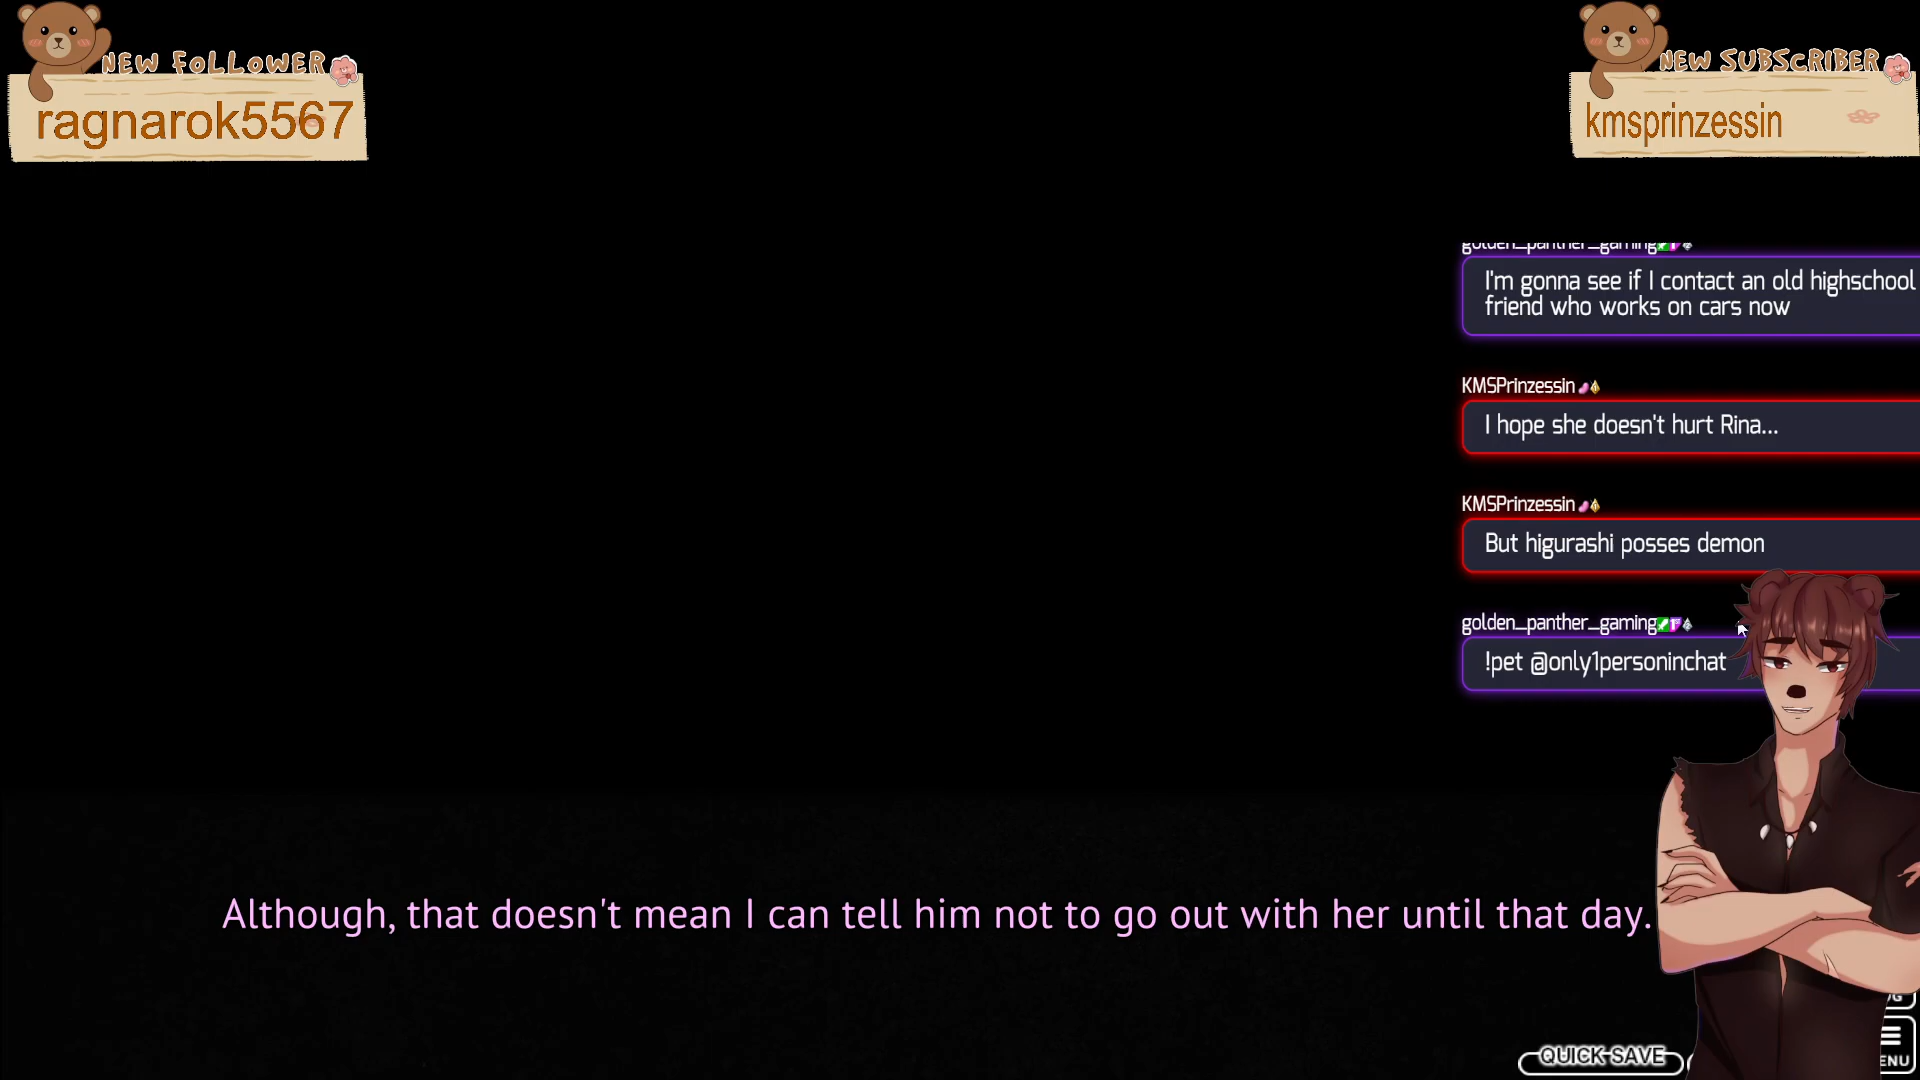 NEW FOLLOWER
ragnarok5567
NEW SUBSCRIBER
kmsprinzessin
golden_panther_gaming
I'm gonna see if I contact an old highschool
friend who works on cars now
KMSPrinzessin
I hope she doesn't hurt Rina...
KMSPrinzessin
But higurashi posses demon
golden_panther_gaming
!pet @only1personinchat
Although, that doesn't mean I can tell him not to go out with her until that day.
QUICK SAVE